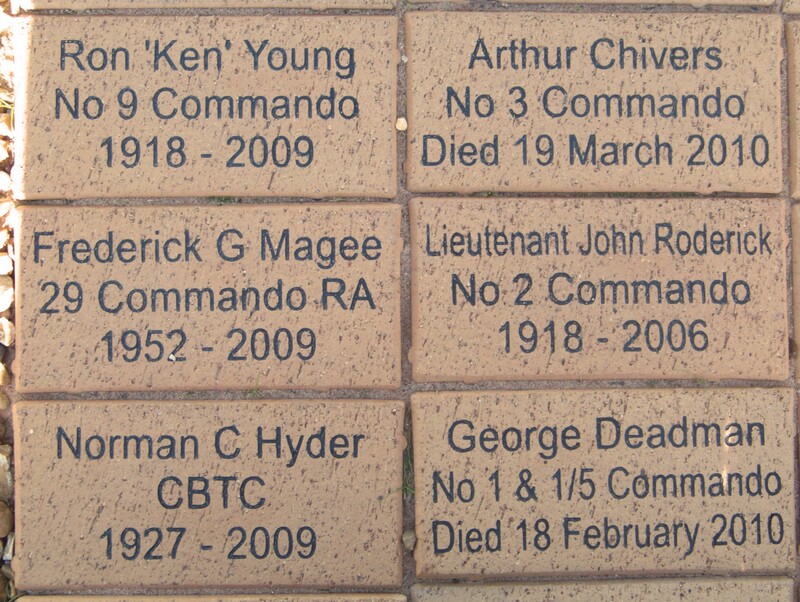 Ron 'Ken' Young
No 9 Commando
1918 - 2009
Arthur Chivers
No 3 Commando
Died 19 March 2010
Frederick G Magee
29 Commando RA
1952 - 2009
Lieutenant John Roderick
No 2 Commando
1918 - 2006
Norman C Hyder
CBTC
1927 - 2009
George Deadman
No 1 & 1/5 Commando
Died 18 February 2010